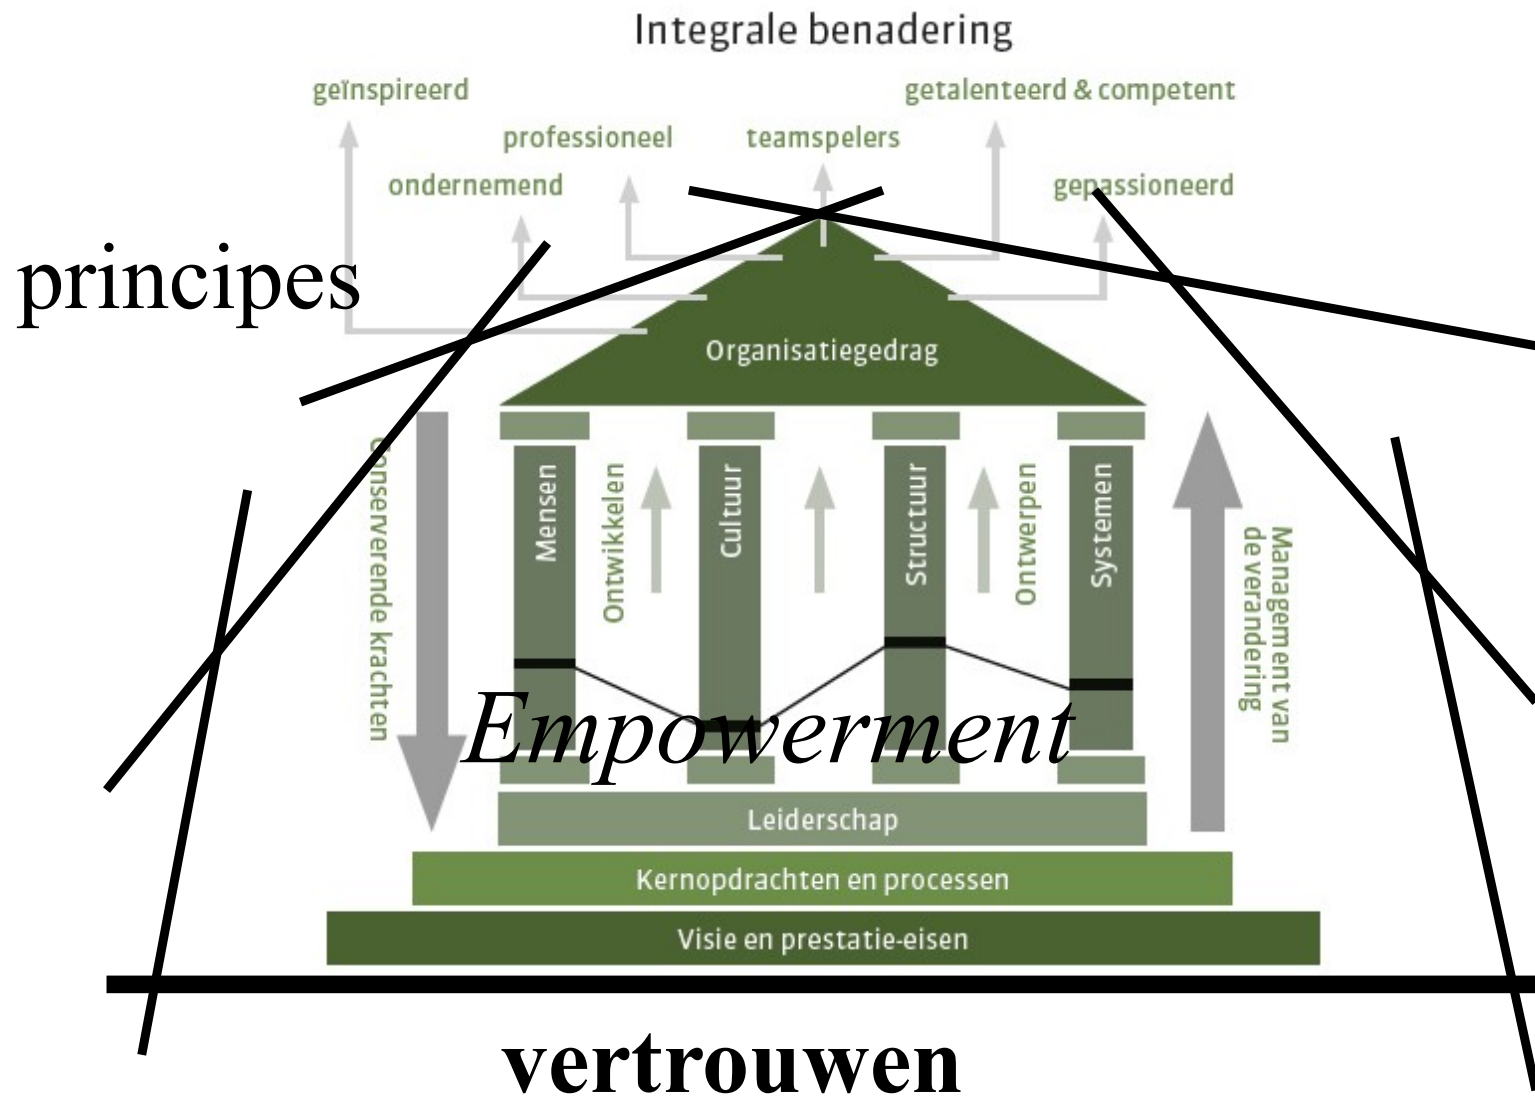 Integrale benadering
geïnspireerd
getalenteerd & competent
professioneel
teamspelers
ondernemend
gepassioneerd
principes
Organisatiegedrag
Conserverende krachten
Mensen
Ontwikkelen
Cultuur
Structuur
Ontwerpen
Systemen
Management van
de verandering
Empowerment
Leiderschap
Kernopdrachten en processen
Visie en prestatie-eisen
vertrouwen